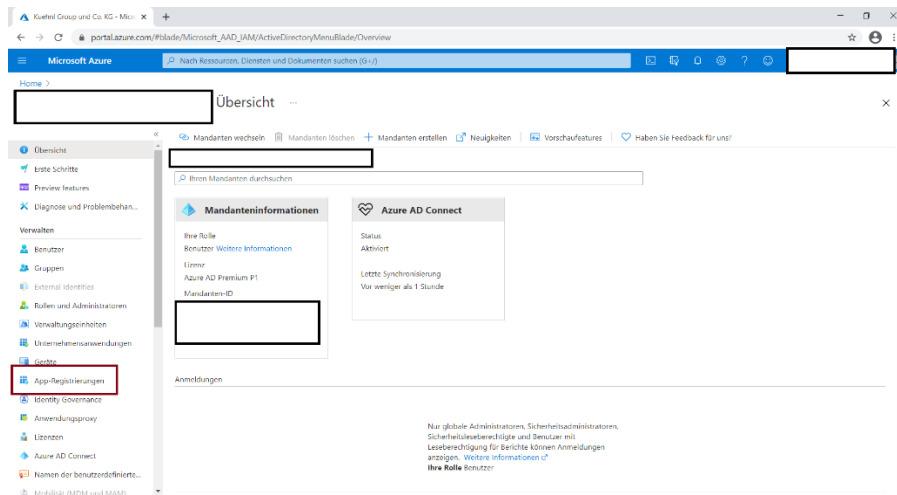 Kuehnl Group und Co. KG - Micr
portal.azure.com/#blade/Microsoft_AAD_IAM/ActiveDirectoryMenuBlade/Overview
Microsoft Azure
Nach Ressourcen, Diensten und Dokumenten suchen (G+/)
Home >
Übersicht
Mandanten wechseln Mandanten löschen Mandanten erstellen Neuigkeiten Vorschaufeatures Haben Sie Feedback für uns?
Ihren Mandanten durchsuchen
Übersicht
Erste Schritte
Preview features
Diagnose und Problembehan...
Verwalten
Benutzer
Gruppen
External Identities
Rollen und Administratoren
Verwaltungseinheiten
Unternehmensanwendungen
Geräte
App-Registrierungen
Identity Governance
Anwendungsproxy
Lizenzen
Azure AD Connect
Namen der benutzerdefinierte...
Mobilität (MDM und MAM)
Mandanteninformationen
Ihre Rolle
Benutzer Weitere Informationen
Lizenz
Azure AD Premium P1
Mandanten-ID
Azure AD Connect
Status
Aktiviert
Letzte Synchronisierung
Vor weniger als 1 Stunde
Anmeldungen
Nur globale Administratoren, Sicherheitsadministratoren,
Sicherheitsleseberechtigte und Benutzer mit
Leseberechtigung für Berichte können Anmeldungen
anzeigen. Weitere Informationen
Ihre Rolle Benutzer